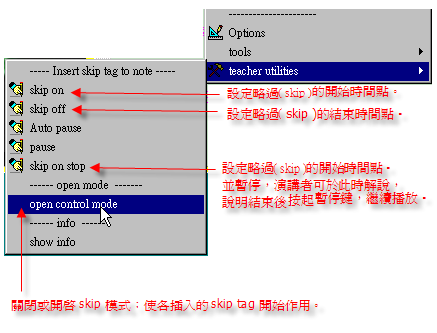 -----------------------
Options
tools
teacher utilities
----- Insert skip tag to note -----
skip on
設定略過( skip )的開始時間點。
skip off
設定略過( skip )的結束時間點。
Auto pause
pause
skip on stop
設定略過( skip )的開始時間點。
並暫停，演講者可於此時解說，
說明結束後按起暫停鍵，繼續播放。
------ open mode -------
open control mode
------ info ------
show info
關閉或開啓 skip 模式：使各插入的 skip tag 開始作用。